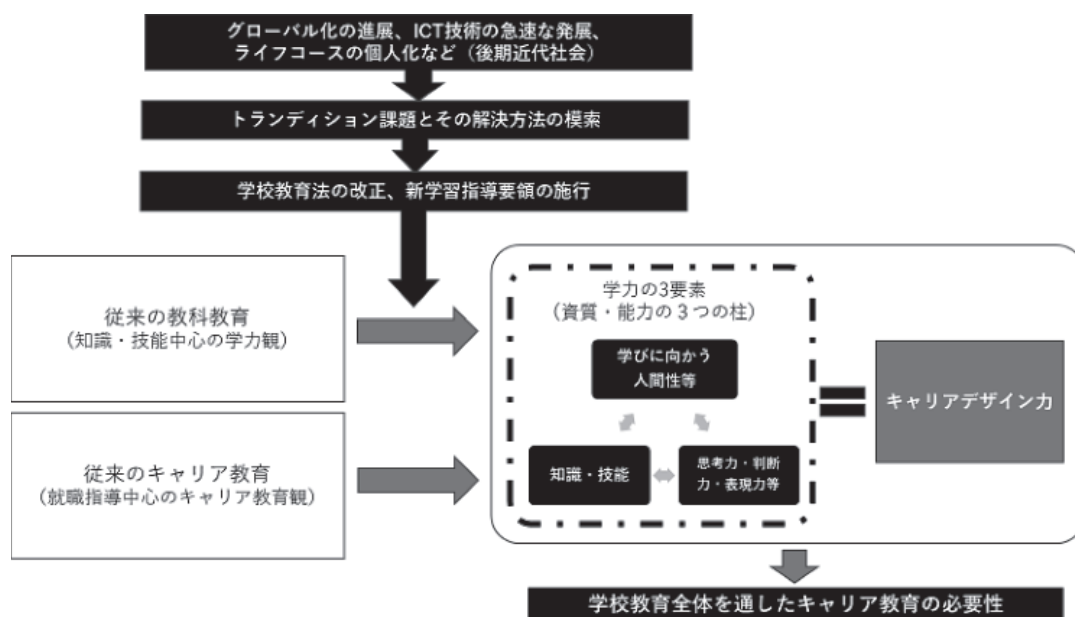 グローバル化の進展、ICT技術の急速な発展、
ライフコースの個人化など（後期近代社会）
トランディション課題とその解決方法の模索
学校教育法の改正、新学習指導要領の施行
従来の教科教育
（知識・技能中心の学力観）
従来のキャリア教育
（就職指導中心のキャリア教育観）
学力の3要素
（資質・能力の３つの柱）
学びに向かう
人間性等
知識・技能
思考力・判断
力・表現力等
キャリアデザイン力
学校教育全体を通したキャリア教育の必要性